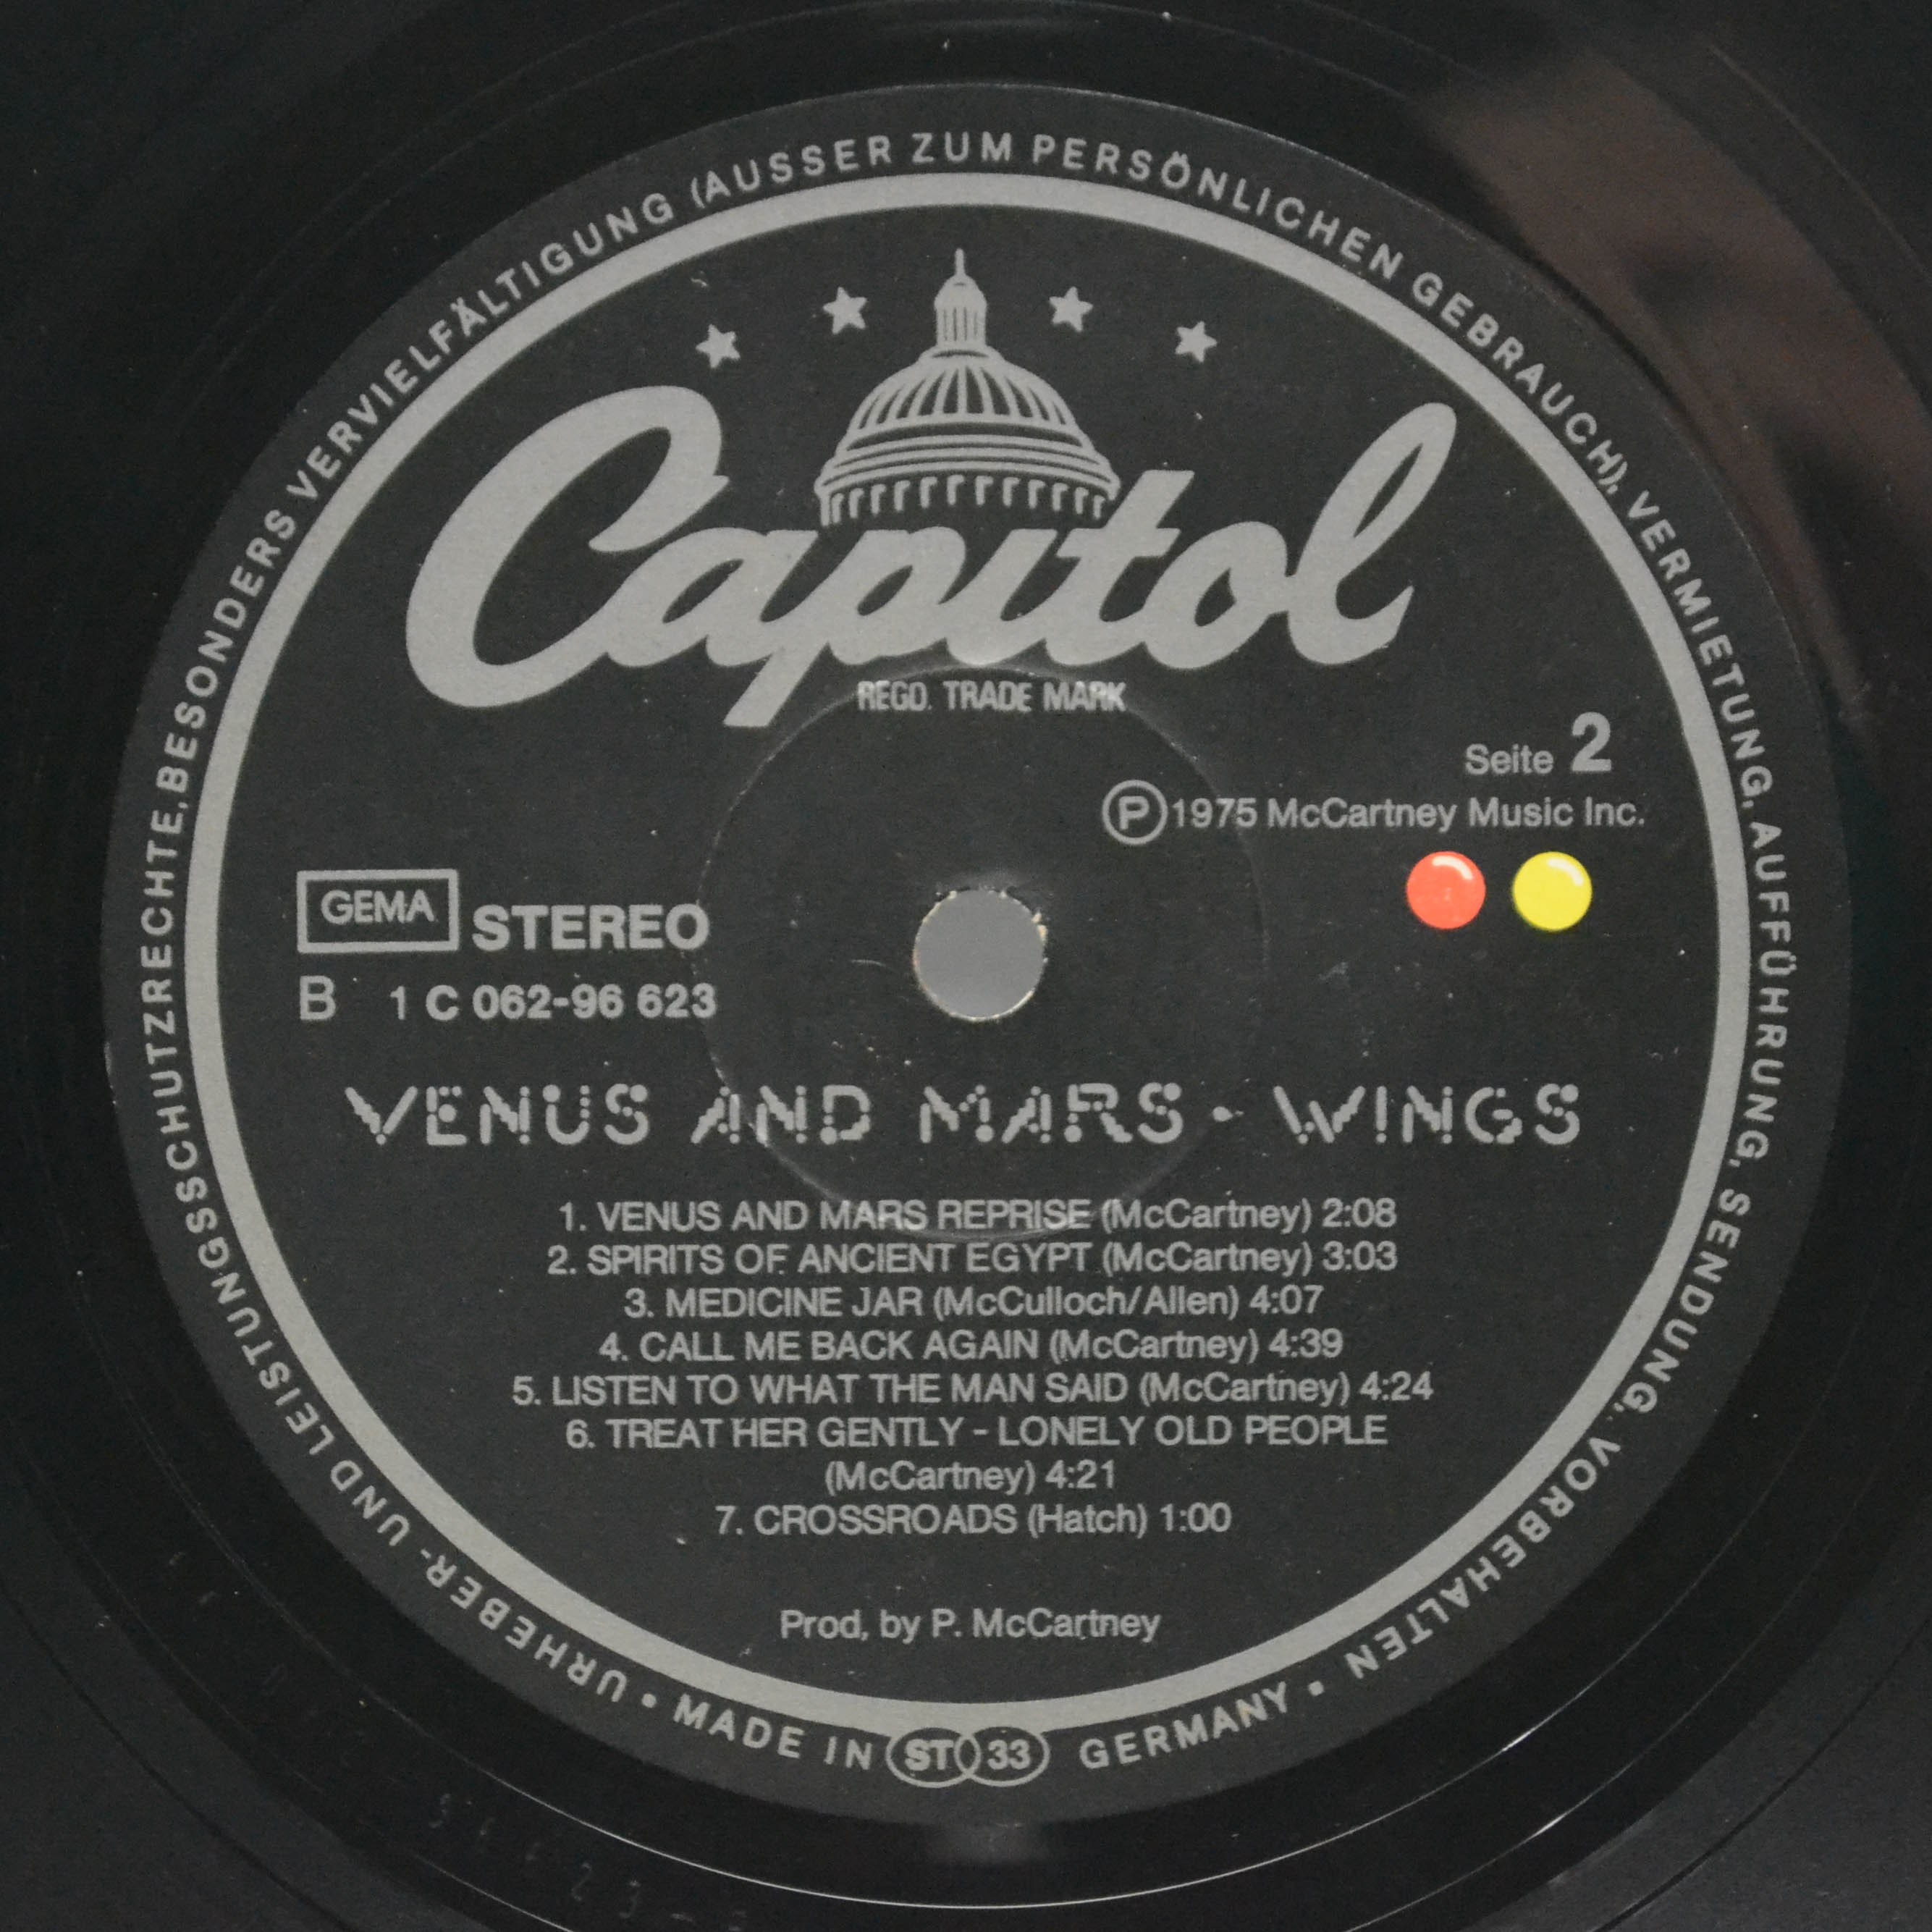 URHEBER- UND LEISTUNGSSCHUTZRECHTE, BESONDERS VERVIELFÄLTIGUNG (AUSSER ZUM PERSÖNLICHEN GEBRAUCH), VERMIETUNG, AUFFÜHRUNG, SENDUNG, VORBEHALTEN •
Capitol
REGD. TRADE MARK
Seite 2
Ⓟ1975 McCartney Music Inc.
GEMA STEREO
B 1 C 062-96 623
VENUS AND MARS · WINGS
1. VENUS AND MARS REPRISE (McCartney) 2:08
2. SPIRITS OF ANCIENT EGYPT (McCartney) 3:03
3. MEDICINE JAR (McCulloch/Allen) 4:07
4. CALL ME BACK AGAIN (McCartney) 4:39
5. LISTEN TO WHAT THE MAN SAID (McCartney) 4:24
6. TREAT HER GENTLY - LONELY OLD PEOPLE
(McCartney) 4:21
7. CROSSROADS (Hatch) 1:00
Prod, by P. McCartney
• MADE IN ST 33 GERMANY